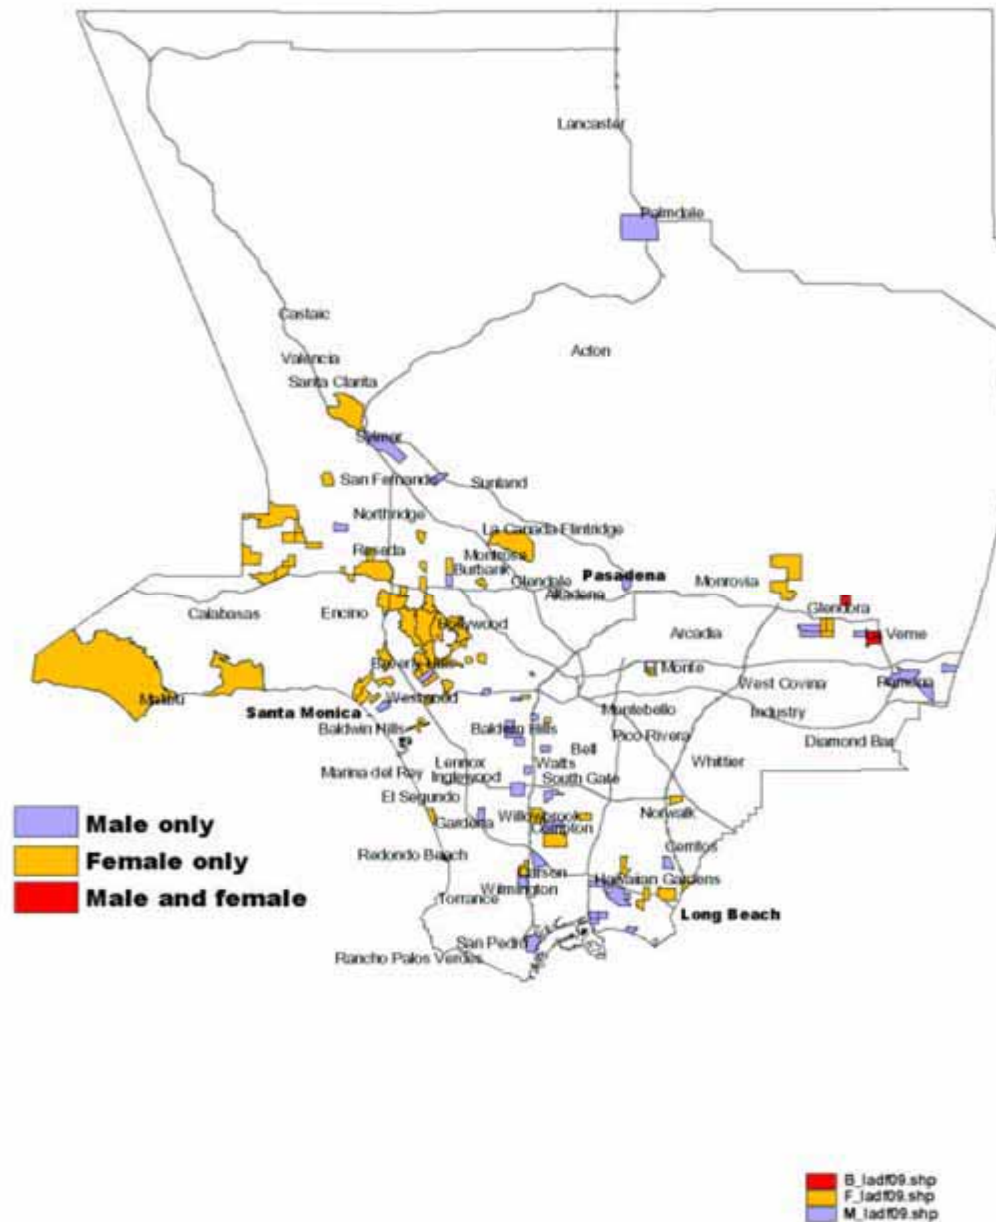 Lancaster
Palmdale
Castaic
Acton
Valencia
Santa Clarita
Sylmar
San Fernando
Sunland
Northridge
La Canada Flintridge
Reseda
Montrose
Burbank
Pasadena
Glendale
Monrovia
Altadena
Calabasas
Encino
Glendora
Hollywood
Arcadia
Verne
Beverly Hills
El Monte
West Covina
Pomona
Malibu
Westwood
Santa Monica
Montebello
Industry
Baldwin Hills
Baldwin Hills
Pico Rivera
Diamond Bar
Bell
Whittier
Lennox
Watts
Marina del Rey
Inglewood
South Gate
El Segundo
Willowbrook
Norwalk
Gardena
Compton
Male only
Female only
Male and female
Redondo Beach
Cerritos
Carson
Hawaiian Gardens
Wilmington
Torrance
Long Beach
San Pedro
Rancho Palos Verdes
B_ladf09.shp
F_ladf09.shp
M_ladf09.shp